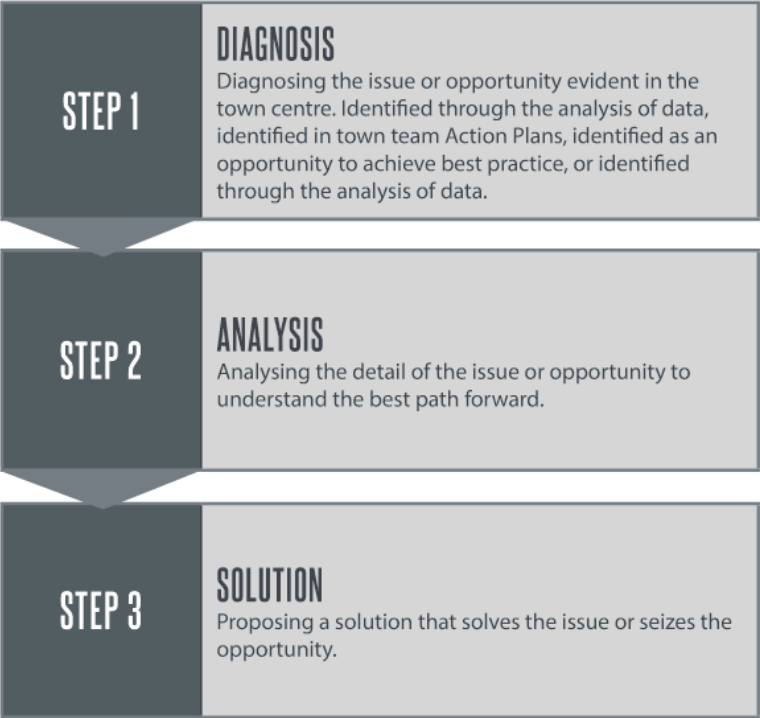 STEP 1
DIAGNOSIS
Diagnosing the issue or opportunity evident in the
town centre. Identified through the analysis of data,
identified in town team Action Plans, identified as an
opportunity to achieve best practice, or identified
through the analysis of data.
STEP 2
ANALYSIS
Analysing the detail of the issue or opportunity to
understand the best path forward.
STEP 3
SOLUTION
Proposing a solution that solves the issue or seizes the
opportunity.